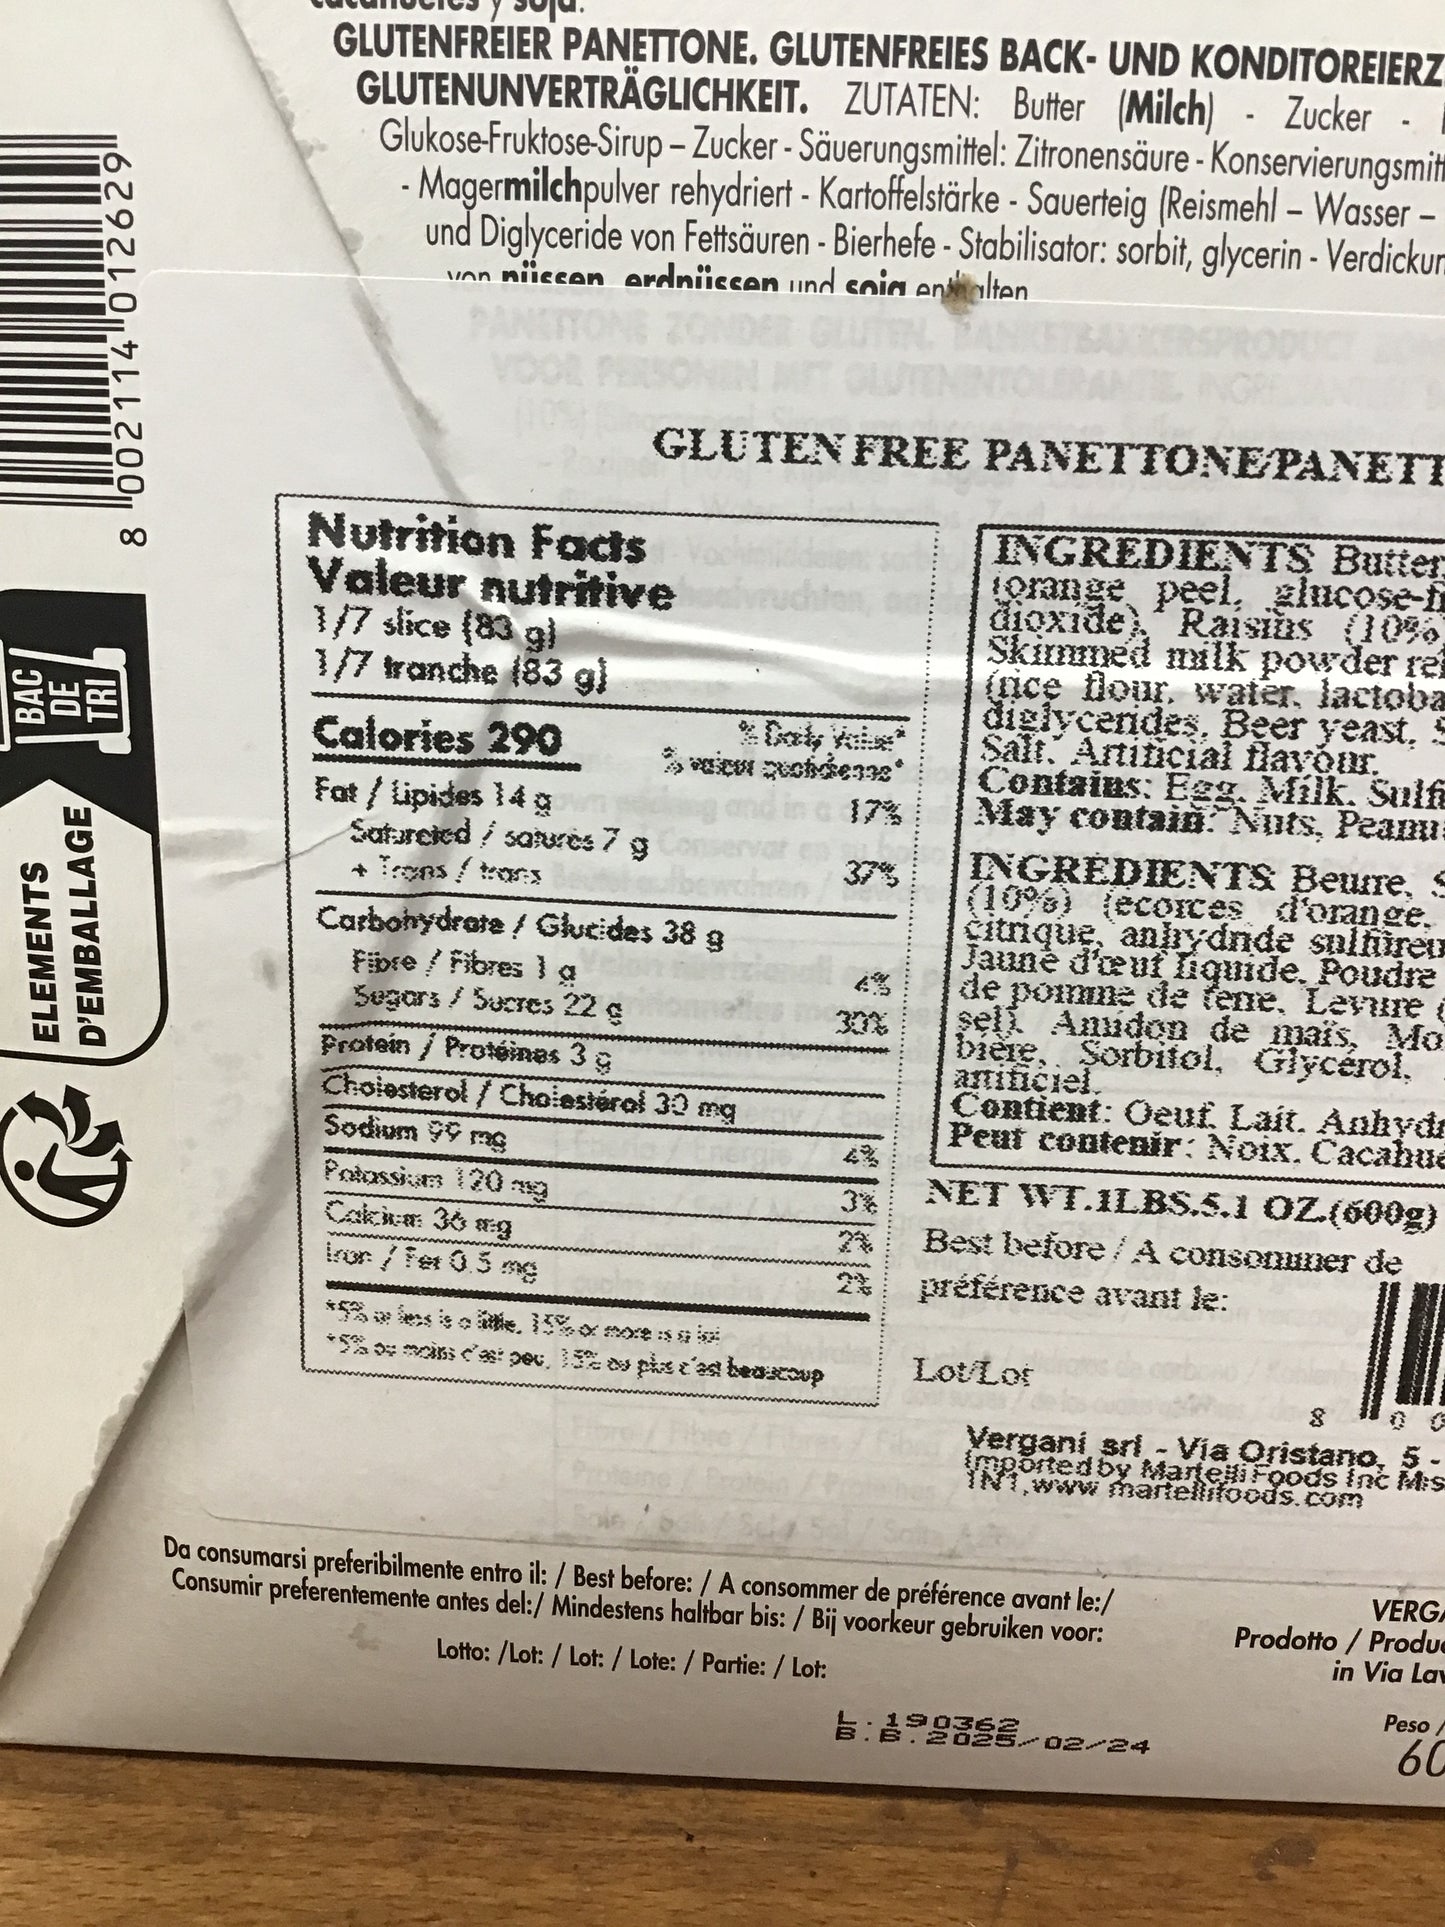 cacahuetes y soja.
GLUTENFREIER PANETTONE. GLUTENFREIES BACK- UND KONDITOREIERZ
GLUTENUNVERTRÄGLICHKEIT. ZUTATEN: Butter (Milch) - Zucker -
Glukose-Fruktose-Sirup – Zucker - Säuerungsmittel: Zitronensäure - Konservierungsmitt
- Magermilchpulver rehydriert - Kartoffelstärke - Sauerteig (Reismehl – Wasser –
und Diglyceride von Fettsäuren - Bierhefe - Stabilisator: sorbit, glycerin - Verdickun
von nüssen, erdnüssen und soja enthalten
8 002114 012629
BAC
DE
TRI
ELEMENTS
D'EMBALLAGE
GLUTEN FREE PANETTONE/PANETT
Nutrition Facts
Valeur nutritive
1/7 slice (83 g)
1/7 tranche (83 g)
Calories 290
% Daily Value*
% valeur quotidienne*
Fat / Lipides 14 g 17%
Saturated / saturés 7 g
+ Trans / trans 37%
Carbohydrate / Glucides 38 g
Fibre / Fibres 1 g 4%
Sugars / Sucres 22 g 30%
Protein / Protéines 3 g
Cholesterol / Cholestérol 30 mg
Sodium 99 mg 4%
Potassium 120 mg 3%
Calcium 36 mg 2%
Iron / Fer 0.5 mg 2%
*5% or less is a little, 15% or more is a lot
*5% ou moins c'est peu, 15% ou plus c'est beaucoup
INGREDIENTS: Butter
(orange peel, glucose-f
dioxide), Raisins (10%
Skimmed milk powder re
(rice flour, water, lactoba
diglycerides, Beer yeast, S
Salt, Artificial flavour.
Contains: Egg, Milk, Sulfi
May contain: Nuts, Peanu
INGREDIENTS: Beurre, S
(10%) (ecorces d'orange,
citrique, anhydride sulfureu
Jaune d'œuf liquide, Poudre
de pomme de terre, Levure (
sel), Amidon de maïs, Mo
bière, Sorbitol, Glycérol,
artificiel.
Contient: Oeuf, Lait, Anhydr
Peut contenir: Noix, Cacahuè
NET WT.1LBS.5.1 OZ.(600g)
Best before / A consommer de
préférence avant le:
Lot/Lot
8 0 0
Vergani srl - Via Oristano, 5 -
Imported by Martelli Foods Inc Mis
1N1,www martellifoods.com
Da consumarsi preferibilmente entro il: / Best before: / A consommer de préférence avant le:/
Consumir preferentemente antes del:/ Mindestens haltbar bis: / Bij voorkeur gebruiken voor:
Lotto: /Lot: / Lot: / Lote: / Partie: / Lot:
VERGA
Prodotto / Produc
in Via Lav
Peso /
60
L. 190362
B.B. 2025/02/24